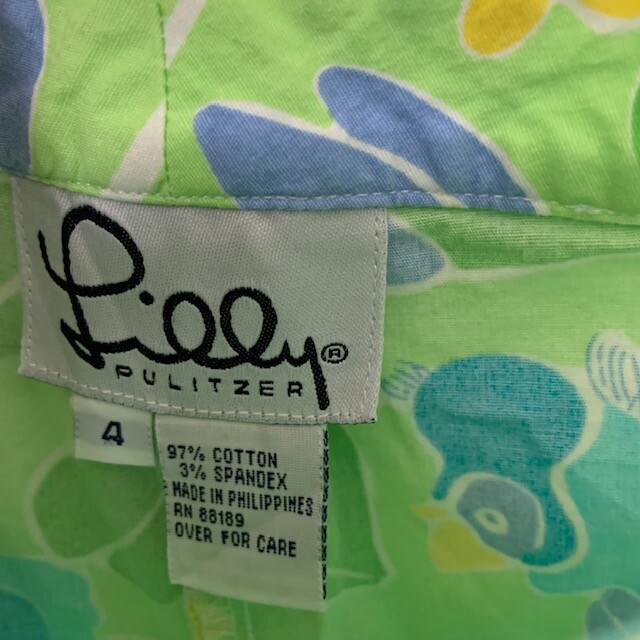 Lilly®
PULITZER
4
97% COTTON
3% SPANDEX
MADE IN PHILIPPINES
RN 88189
OVER FOR CARE